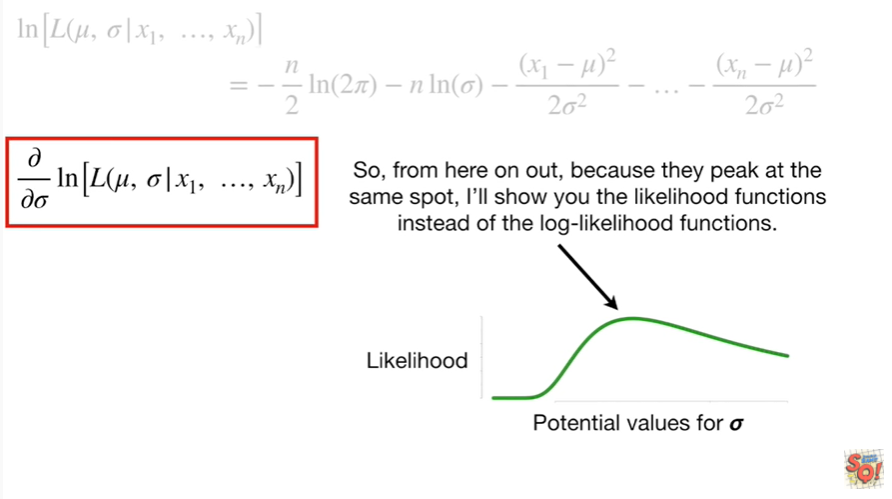 ln[L(μ, σ|x₁, …, xₙ)]
= − n/2 ln(2π) − n ln(σ) − (x₁ − μ)²/2σ² − … − (xₙ − μ)²/2σ²
∂/∂σ ln[L(μ, σ|x₁, …, xₙ)]
So, from here on out, because they peak at the
same spot, I’ll show you the likelihood functions
instead of the log-likelihood functions.
Likelihood
Potential values for σ
SQ!